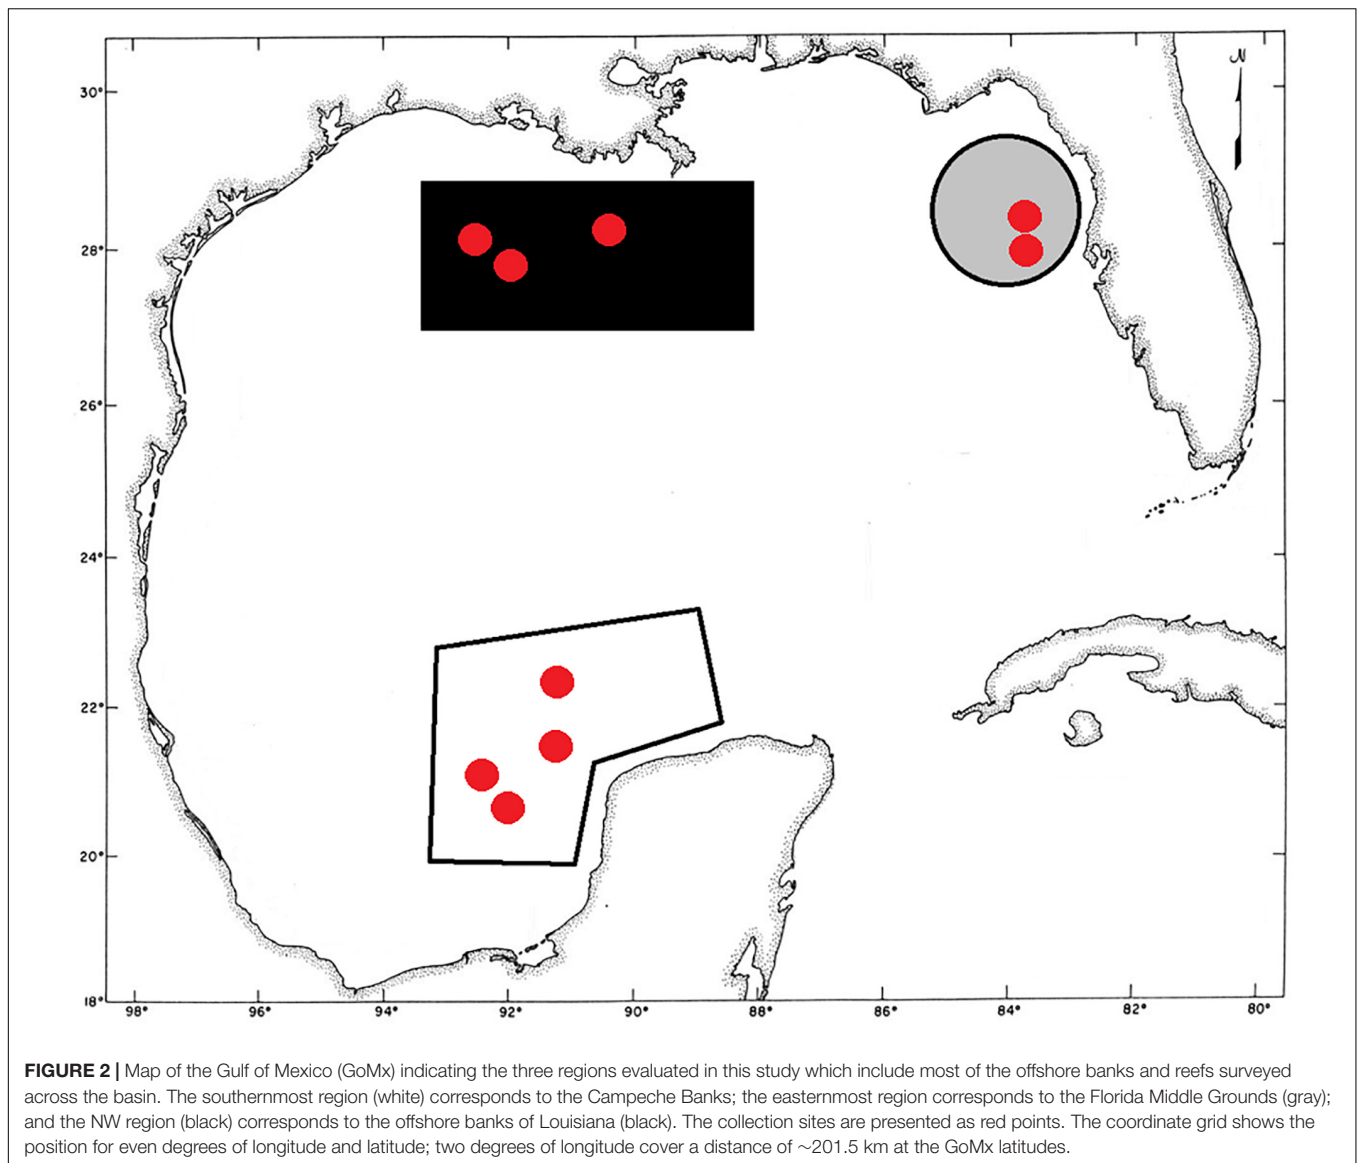 N
30°
28°
26°
24°
22°
20°
18°
98° 96° 94° 92° 90° 88° 86° 84° 82° 80°
FIGURE 2 | Map of the Gulf of Mexico (GoMx) indicating the three regions evaluated in this study which include most of the offshore banks and reefs surveyed
across the basin. The southernmost region (white) corresponds to the Campeche Banks; the easternmost region corresponds to the Florida Middle Grounds (gray);
and the NW region (black) corresponds to the offshore banks of Louisiana (black). The collection sites are presented as red points. The coordinate grid shows the
position for even degrees of longitude and latitude; two degrees of longitude cover a distance of ~201.5 km at the GoMx latitudes.